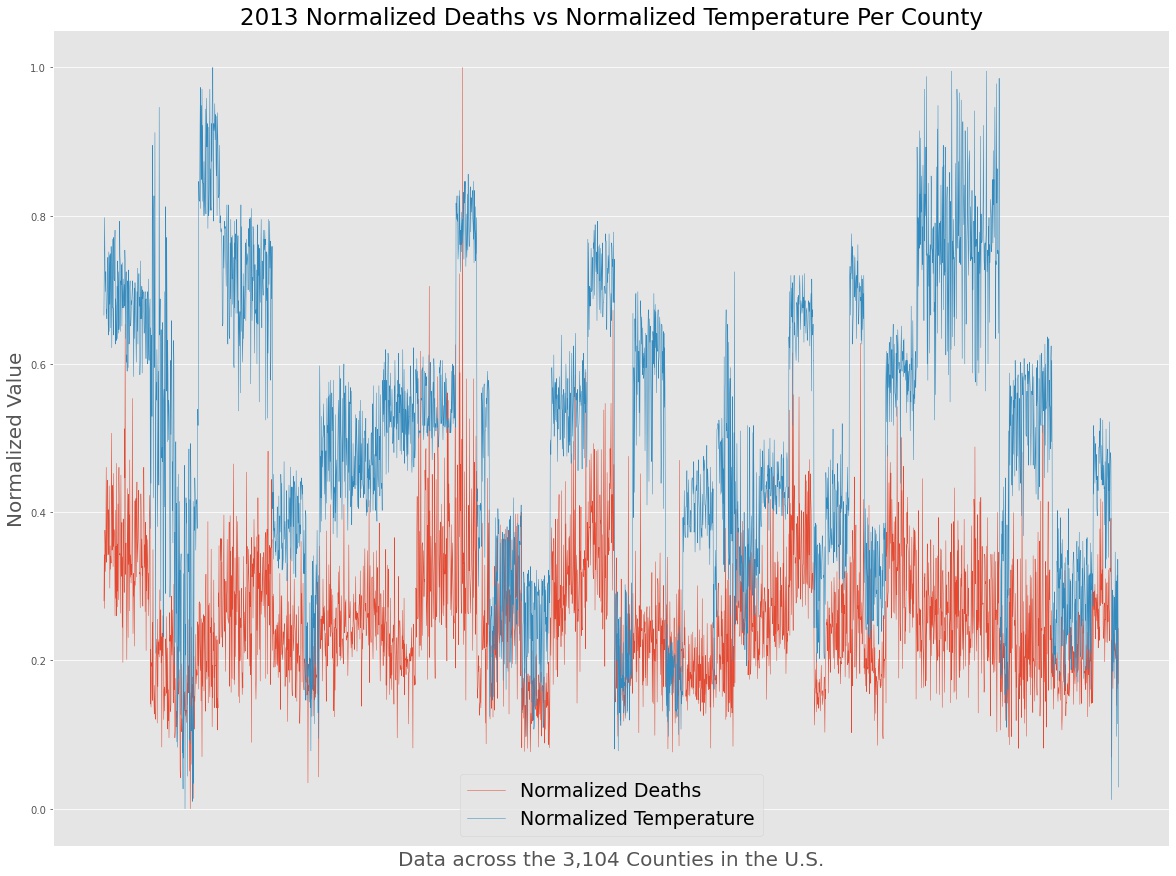 2013 Normalized Deaths vs Normalized Temperature Per County
1.0
0.8
0.6
0.4
0.2
0.0
Normalized Value
Normalized Deaths
Normalized Temperature
Data across the 3,104 Counties in the U.S.